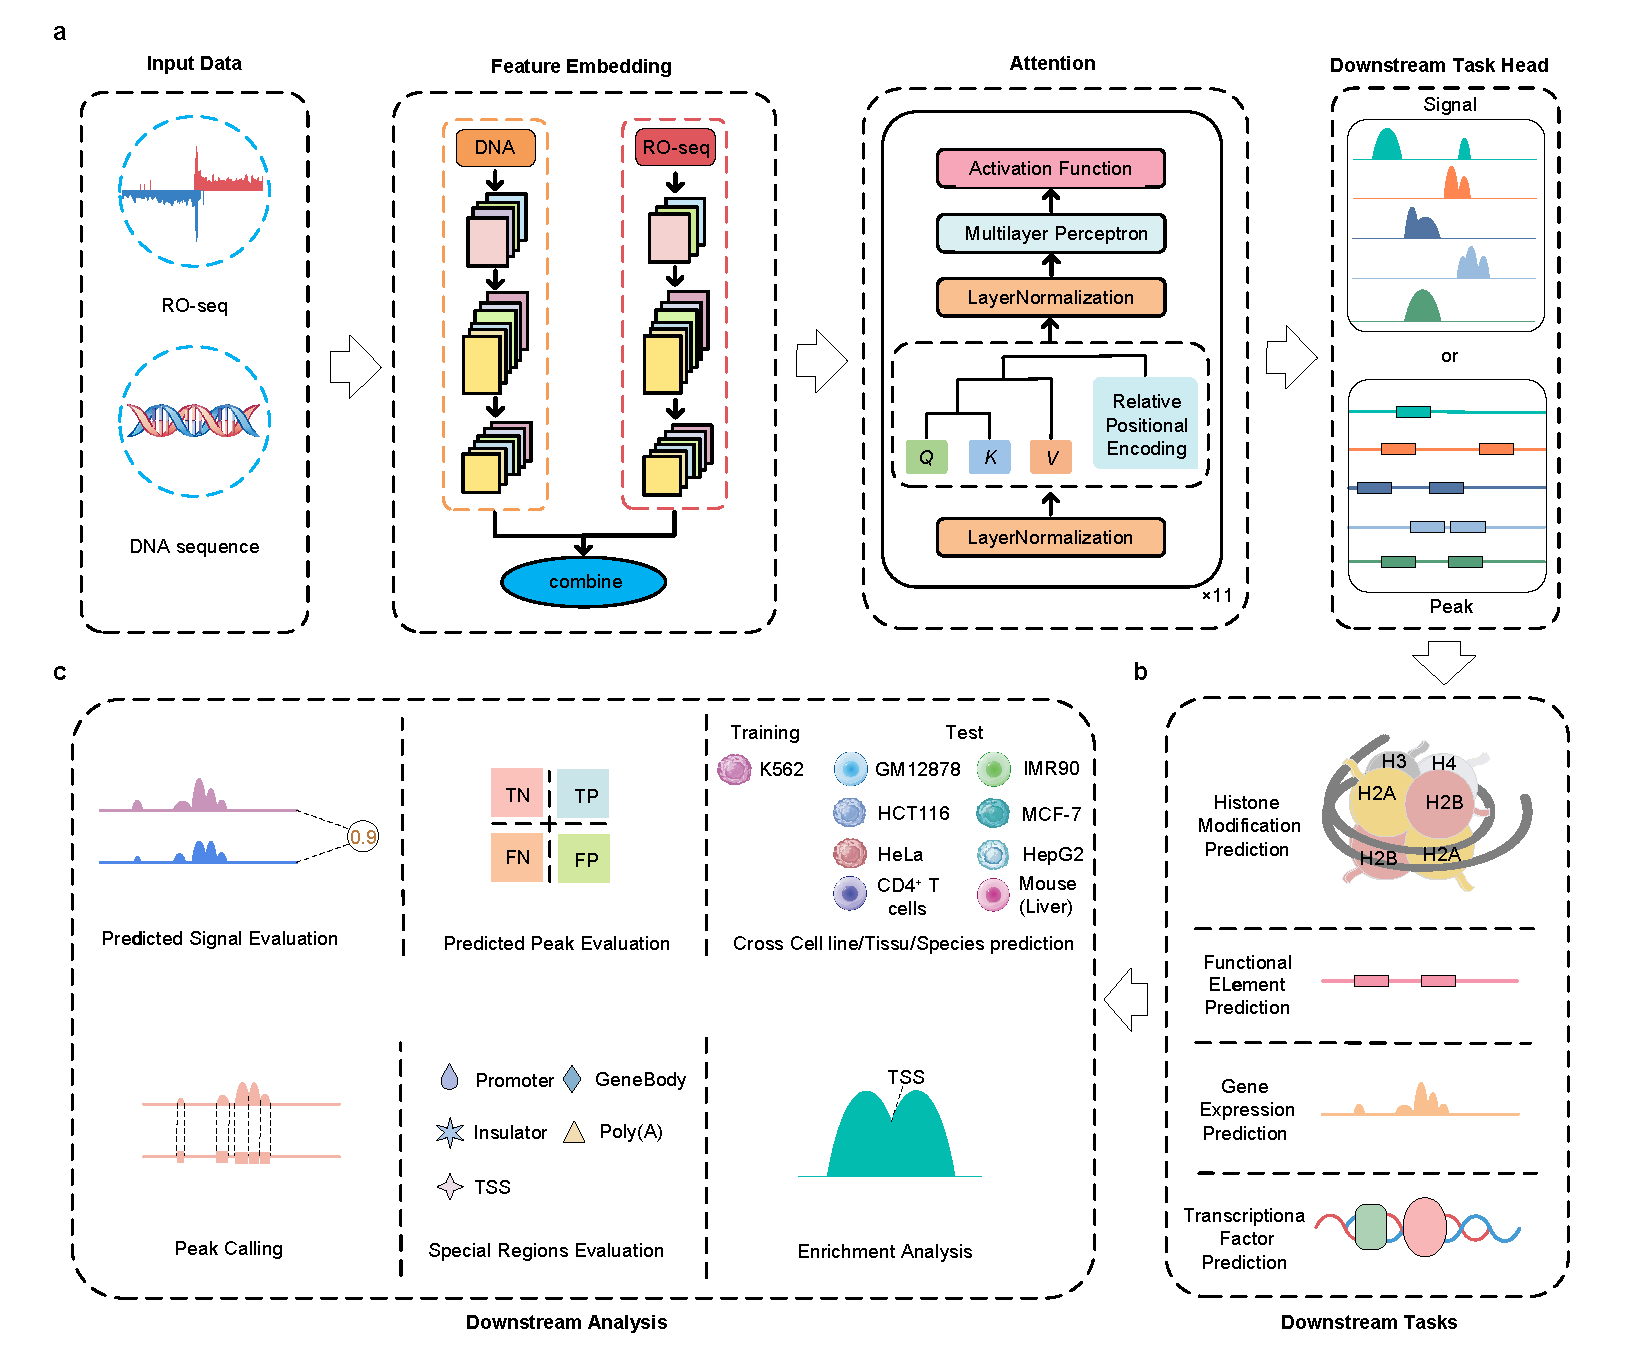 a
Input Data
RO-seq
DNA sequence
Feature Embedding
DNA
RO-seq
combine
Attention
Activation Function
Multilayer Perceptron
LayerNormalization
Relative
Positional
Encoding
Q
K
V
LayerNormalization
×11
Downstream Task Head
Signal
or
Peak
b
Histone
Modification
Prediction
H3
H4
H2A
H2B
H2B
H2A
Functional
ELement
Prediction
Gene
Expression
Prediction
Transcriptiona
Factor
Prediction
Downstream Tasks
c
0.9
Predicted Signal Evaluation
TN
TP
FN
FP
Predicted Peak Evaluation
Training
Test
K562
GM12878
IMR90
HCT116
MCF-7
HeLa
HepG2
CD4⁺ T
cells
Mouse
(Liver)
Cross Cell line/Tissu/Species prediction
Peak Calling
Promoter
GeneBody
Insulator
Poly(A)
TSS
Special Regions Evaluation
TSS
Enrichment Analysis
Downstream Analysis